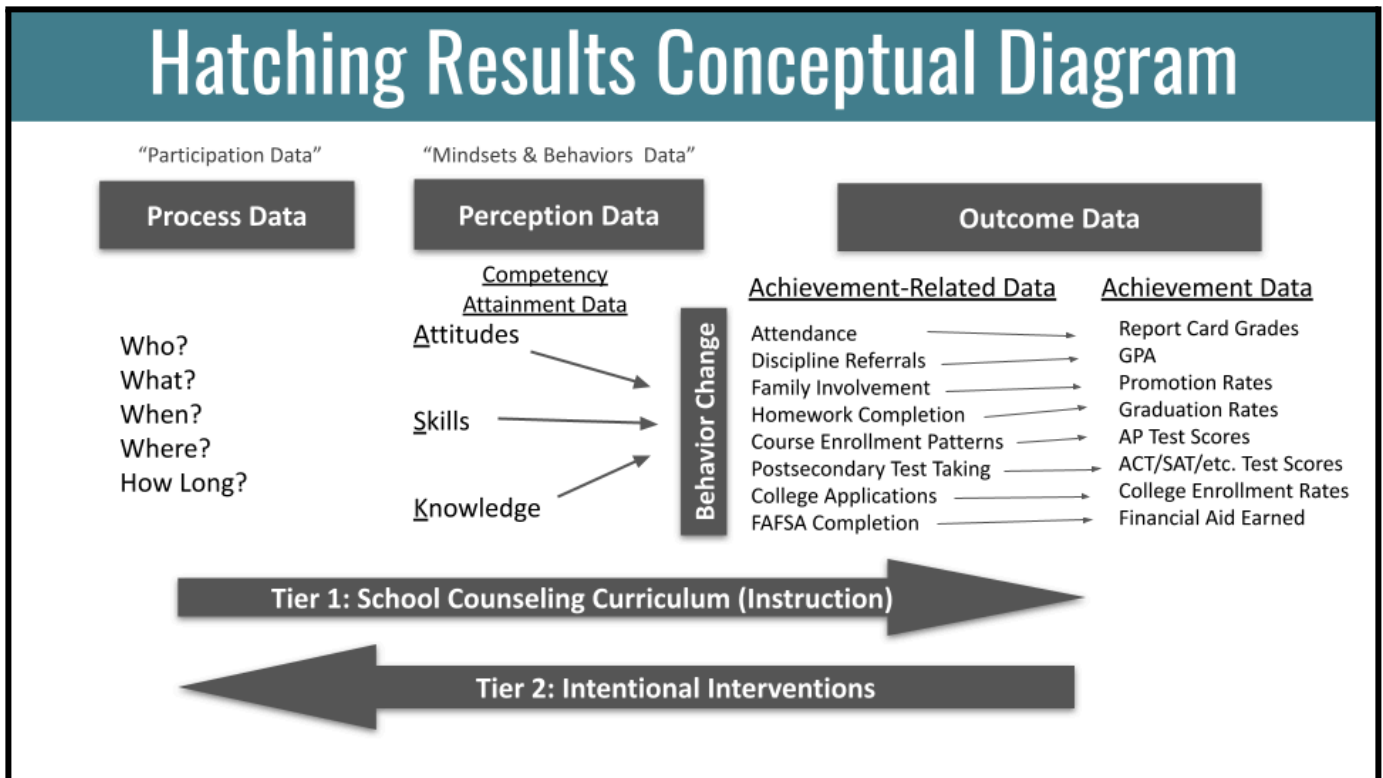 Hatching Results Conceptual Diagram
“Participation Data”
Process Data
Who?
What?
When?
Where?
How Long?
“Mindsets & Behaviors Data”
Perception Data
Competency
Attainment Data
Attitudes
Skills
Knowledge
Behavior Change
Outcome Data
Achievement-Related Data
Attendance
Discipline Referrals
Family Involvement
Homework Completion
Course Enrollment Patterns
Postsecondary Test Taking
College Applications
FAFSA Completion
Achievement Data
Report Card Grades
GPA
Promotion Rates
Graduation Rates
AP Test Scores
ACT/SAT/etc. Test Scores
College Enrollment Rates
Financial Aid Earned
Tier 1: School Counseling Curriculum (Instruction)
Tier 2: Intentional Interventions